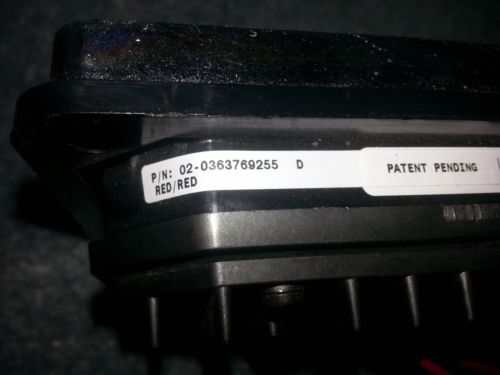 P/N: 02-0363769255 D
RED/RED
PATENT PENDING